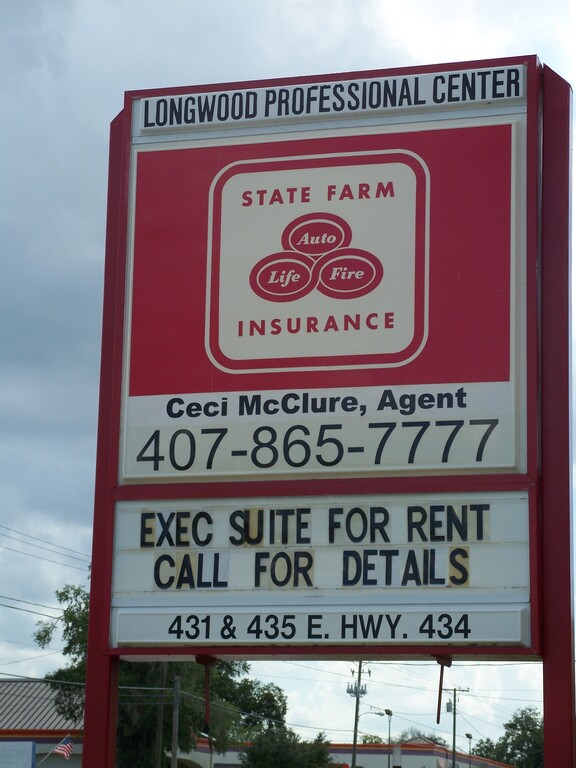 LONGWOOD PROFESSIONAL CENTER
STATE FARM
Auto
Life Fire
INSURANCE
Ceci McClure, Agent
407-865-7777
EXEC SUITE FOR RENT
CALL FOR DETAILS
431 & 435 E. HWY. 434